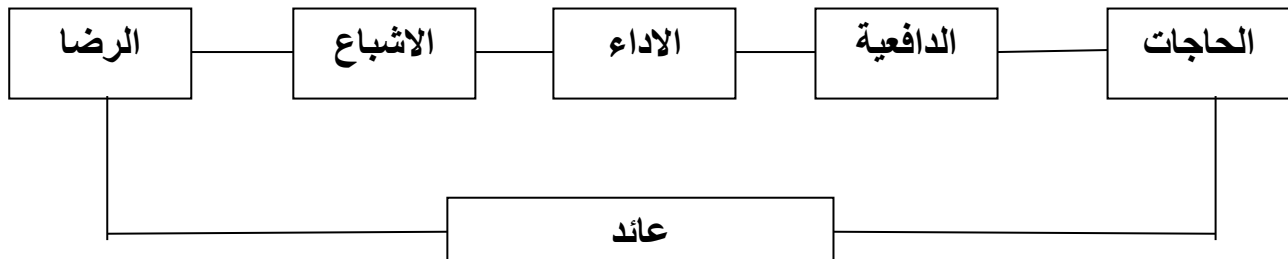 الحاجات
الدافعية
الاداء
الاشباع
الرضا
عائد